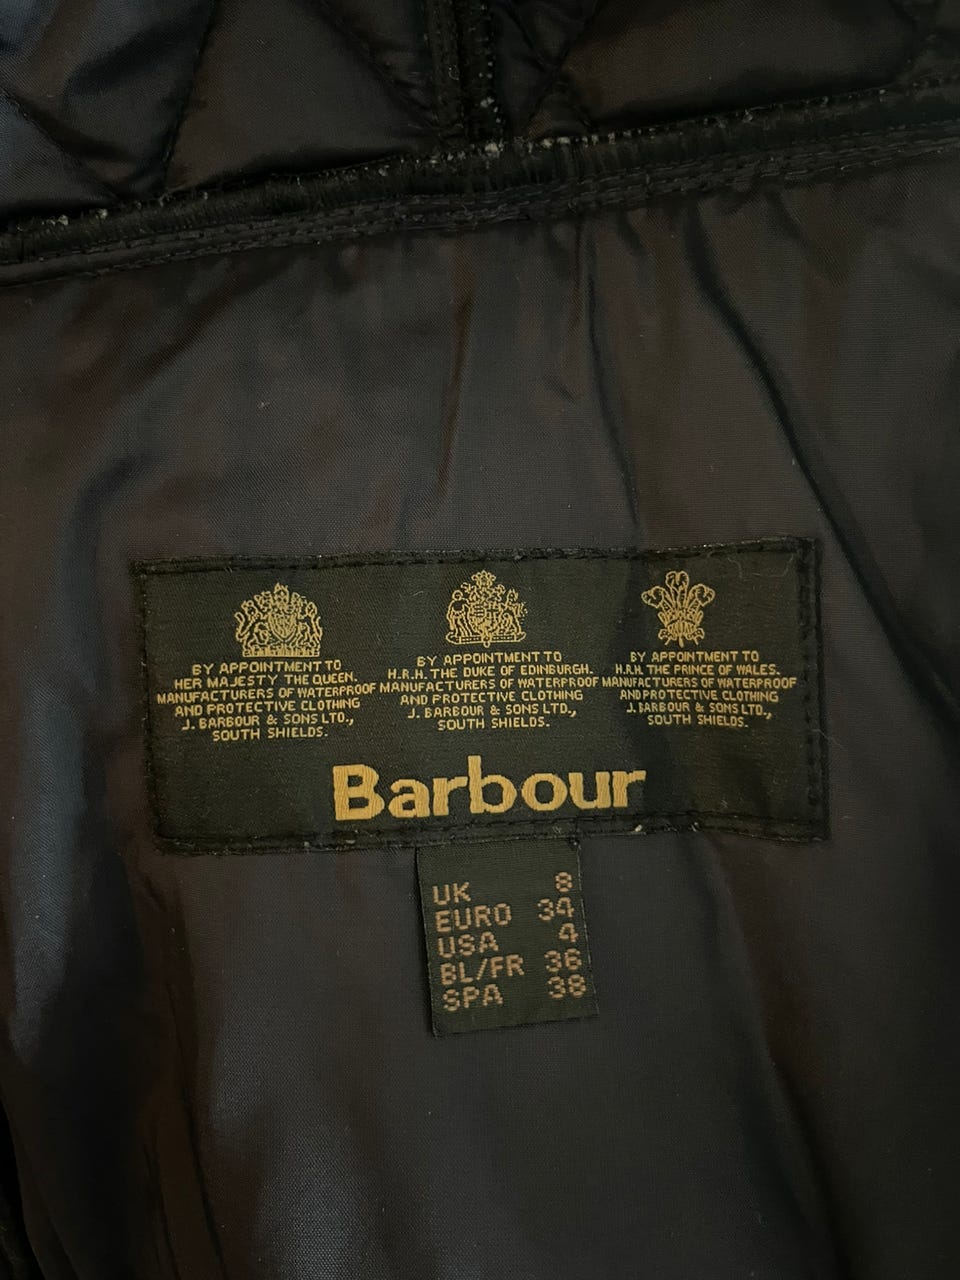 BY APPOINTMENT TO
HER MAJESTY THE QUEEN.
MANUFACTURERS OF WATERPROOF
AND PROTECTIVE CLOTHING
J. BARBOUR & SONS LTD.,
SOUTH SHIELDS.
BY APPOINTMENT TO
H.R.H. THE DUKE OF EDINBURGH.
MANUFACTURERS OF WATERPROOF
AND PROTECTIVE CLOTHING
J. BARBOUR & SONS LTD.,
SOUTH SHIELDS.
BY APPOINTMENT TO
H.R.H. THE PRINCE OF WALES.
MANUFACTURERS OF WATERPROOF
AND PROTECTIVE CLOTHING
J. BARBOUR & SONS LTD.,
SOUTH SHIELDS.
Barbour
UK 8
EURO 34
USA 4
BL/FR 36
SPA 38